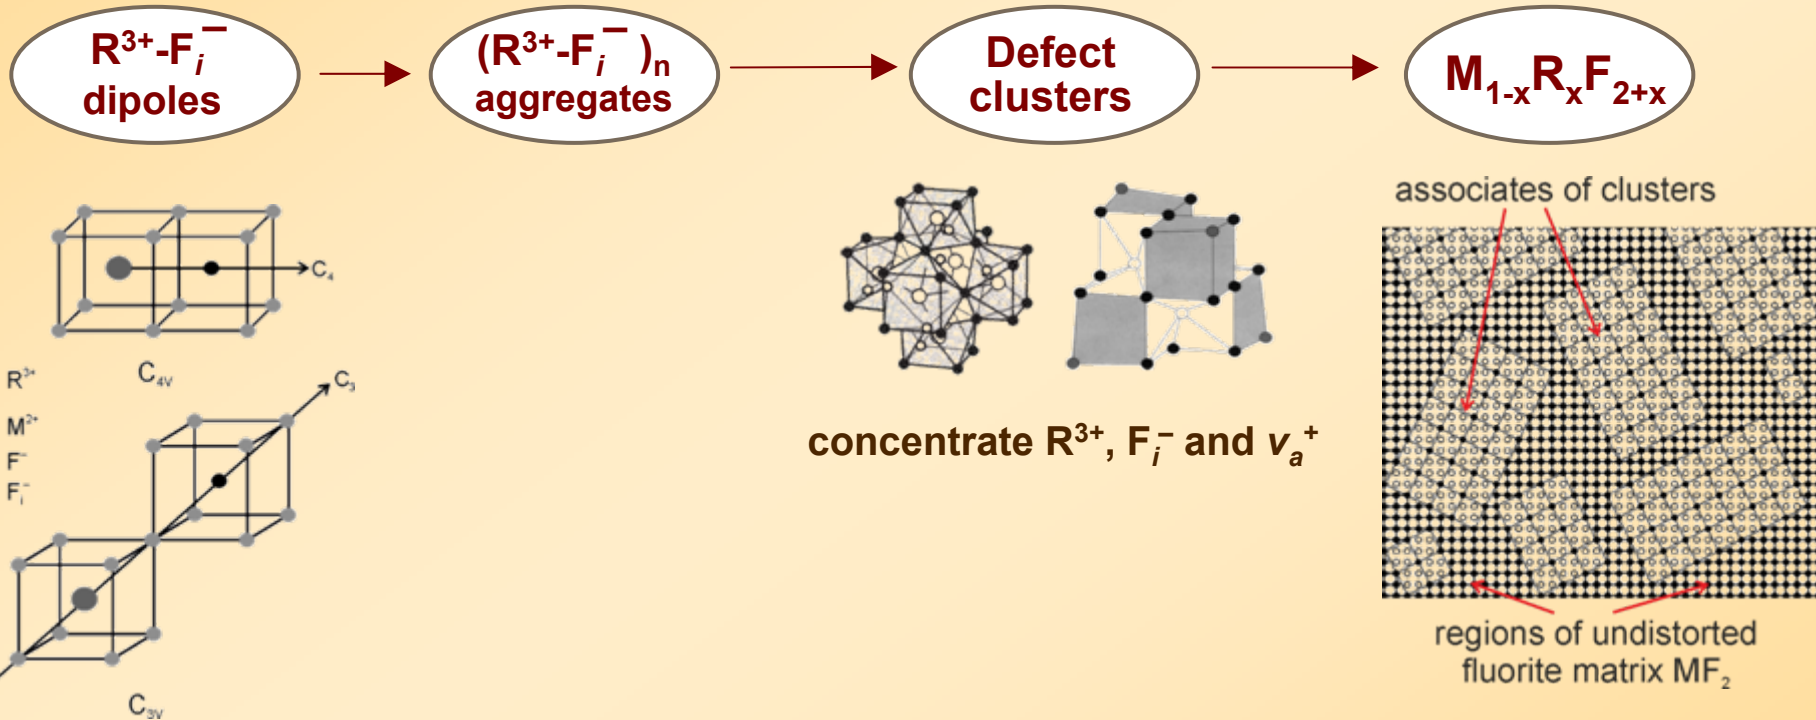 R³⁺-Fᵢ⁻
dipoles
(R³⁺-Fᵢ⁻)ₙ
aggregates
Defect
clusters
M₁₋ₓRₓF₂₊ₓ
C₄
C₄ᵥ
R³⁺
M²⁺
F⁻
Fᵢ⁻
C₃
C₃ᵥ
concentrate R³⁺, Fᵢ⁻ and vₐ⁺
associates of clusters
regions of undistorted
fluorite matrix MF₂